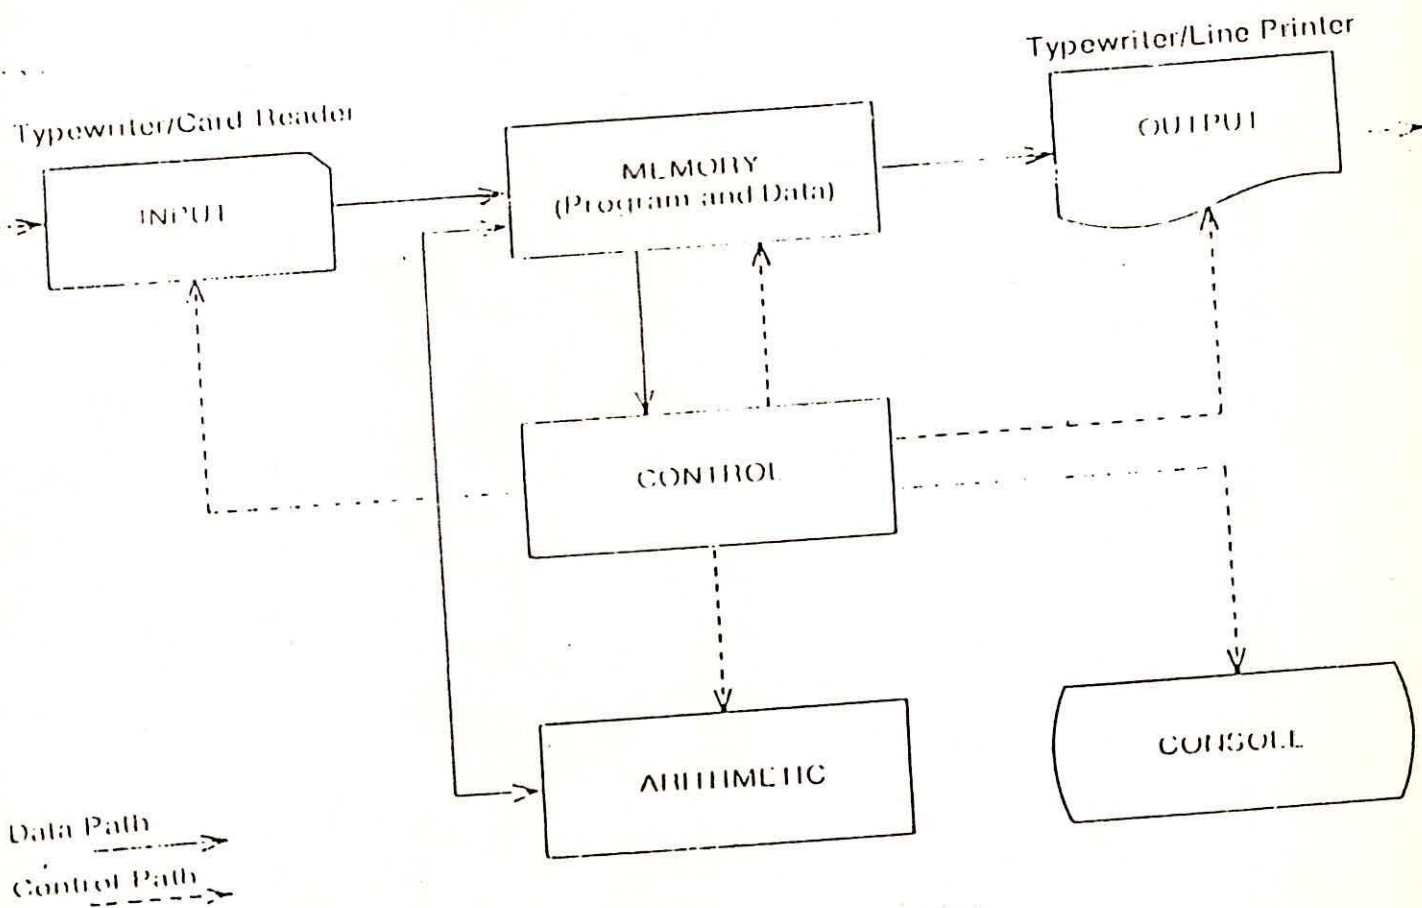 Typewriter/Line Printer
OUTPUT
Typewriter/Card Reader
INPUT
MEMORY
(Program and Data)
CONTROL
ARITHMETIC
CONSOLE
Data Path
Control Path